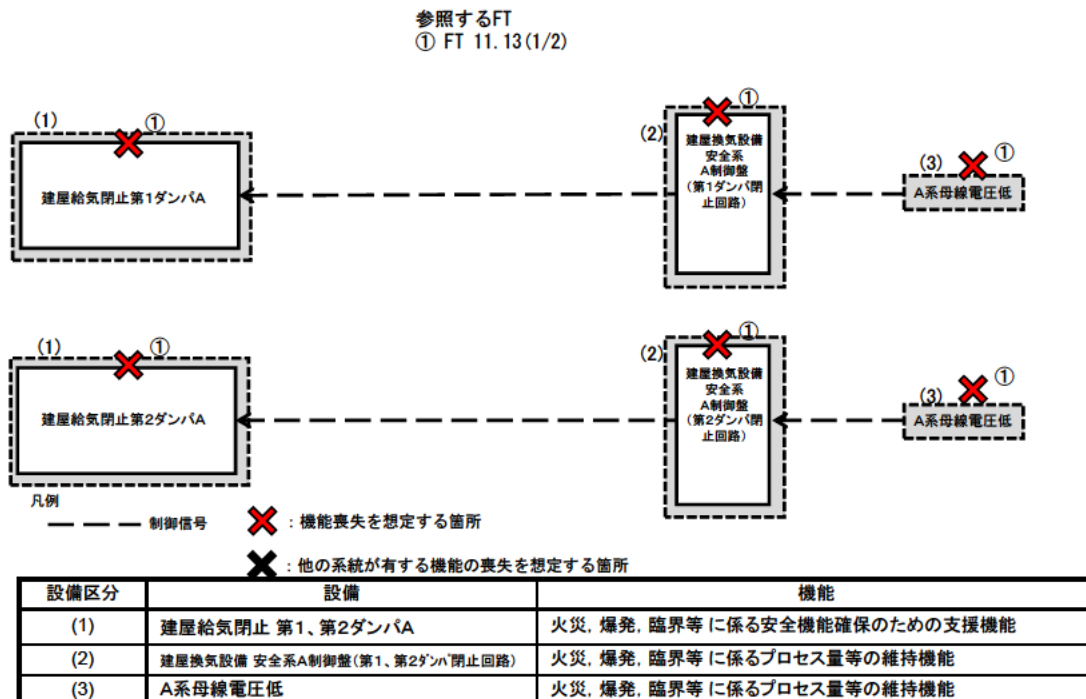 参照するFT
① FT 11.13(1/2)
(1)
①
建屋給気閉止第1ダンパA
(2)
①
建屋換気設備
安全系
A制御盤
(第1ダンパ閉
止回路)
(3)
①
A系母線電圧低
(1)
①
建屋給気閉止第2ダンパA
(2)
①
建屋換気設備
安全系
A制御盤
(第2ダンパ閉
止回路)
(3)
①
A系母線電圧低
凡例
制御信号
:機能喪失を想定する箇所
:他の系統が有する機能の喪失を想定する箇所
設備区分 設備 機能
(1) 建屋給気閉止 第1、第2ダンパA 火災, 爆発, 臨界等 に係る安全機能確保のための支援機能
(2) 建屋換気設備 安全系A制御盤(第1、第2ダンパ閉止回路) 火災, 爆発, 臨界等 に係るプロセス量等の維持機能
(3) A系母線電圧低 火災, 爆発, 臨界等 に係るプロセス量等の維持機能